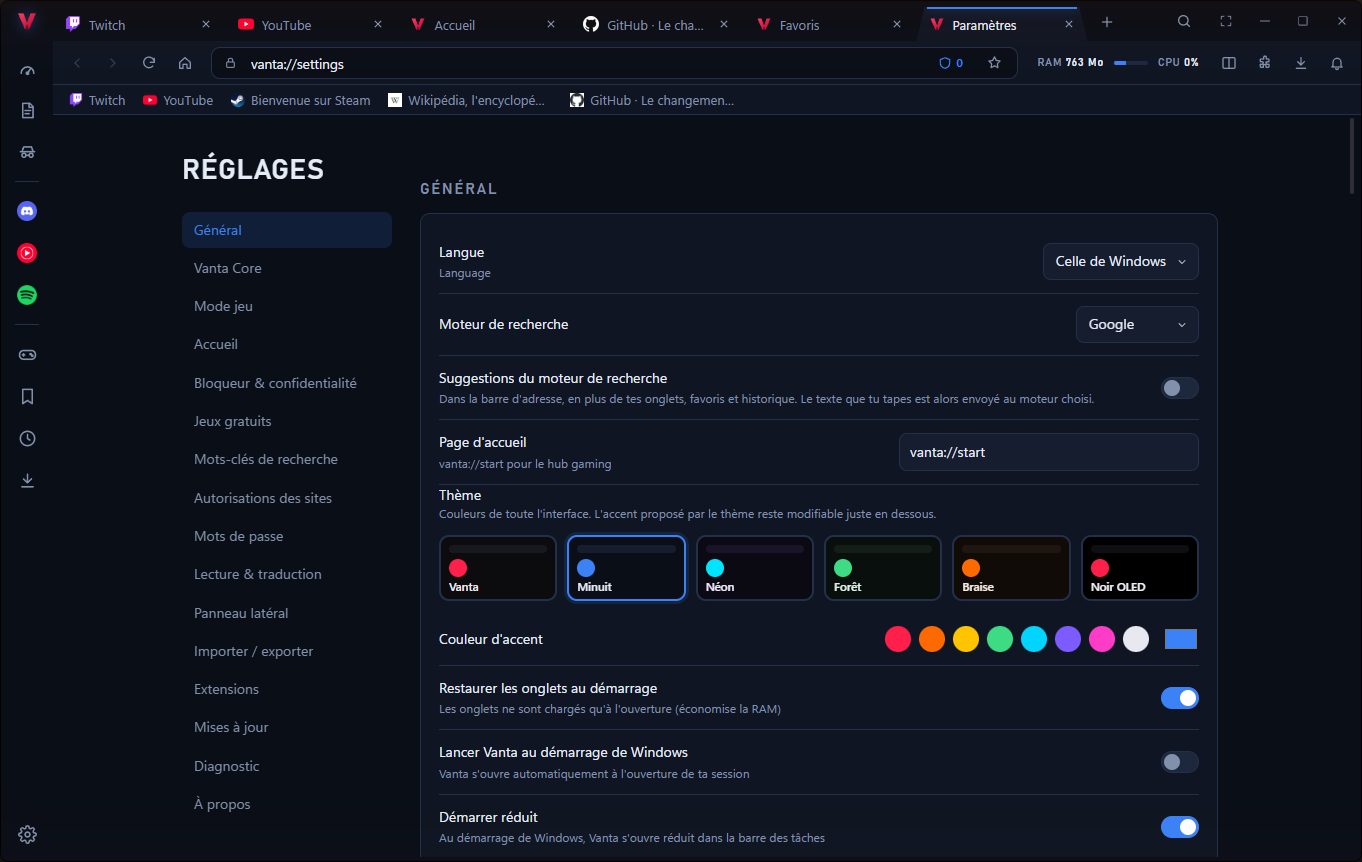 Twitch
YouTube
Accueil
GitHub · Le cha...
Favoris
Paramètres
vanta://settings
0
RAM 763 Mo
CPU 0%
Twitch
YouTube
Bienvenue sur Steam
W Wikipédia, l'encyclopé...
GitHub · Le changemen...
RÉGLAGES
Général
Vanta Core
Mode jeu
Accueil
Bloqueur & confidentialité
Jeux gratuits
Mots-clés de recherche
Autorisations des sites
Mots de passe
Lecture & traduction
Panneau latéral
Importer / exporter
Extensions
Mises à jour
Diagnostic
À propos
GÉNÉRAL
Langue
Language
Celle de Windows
Moteur de recherche
Google
Suggestions du moteur de recherche
Dans la barre d'adresse, en plus de tes onglets, favoris et historique. Le texte que tu tapes est alors envoyé au moteur choisi.
Page d'accueil
vanta://start pour le hub gaming
vanta://start
Thème
Couleurs de toute l'interface. L'accent proposé par le thème reste modifiable juste en dessous.
Vanta
Minuit
Néon
Forêt
Braise
Noir OLED
Couleur d'accent
Restaurer les onglets au démarrage
Les onglets ne sont chargés qu'à l'ouverture (économise la RAM)
Lancer Vanta au démarrage de Windows
Vanta s'ouvre automatiquement à l'ouverture de ta session
Démarrer réduit
Au démarrage de Windows, Vanta s'ouvre réduit dans la barre des tâches